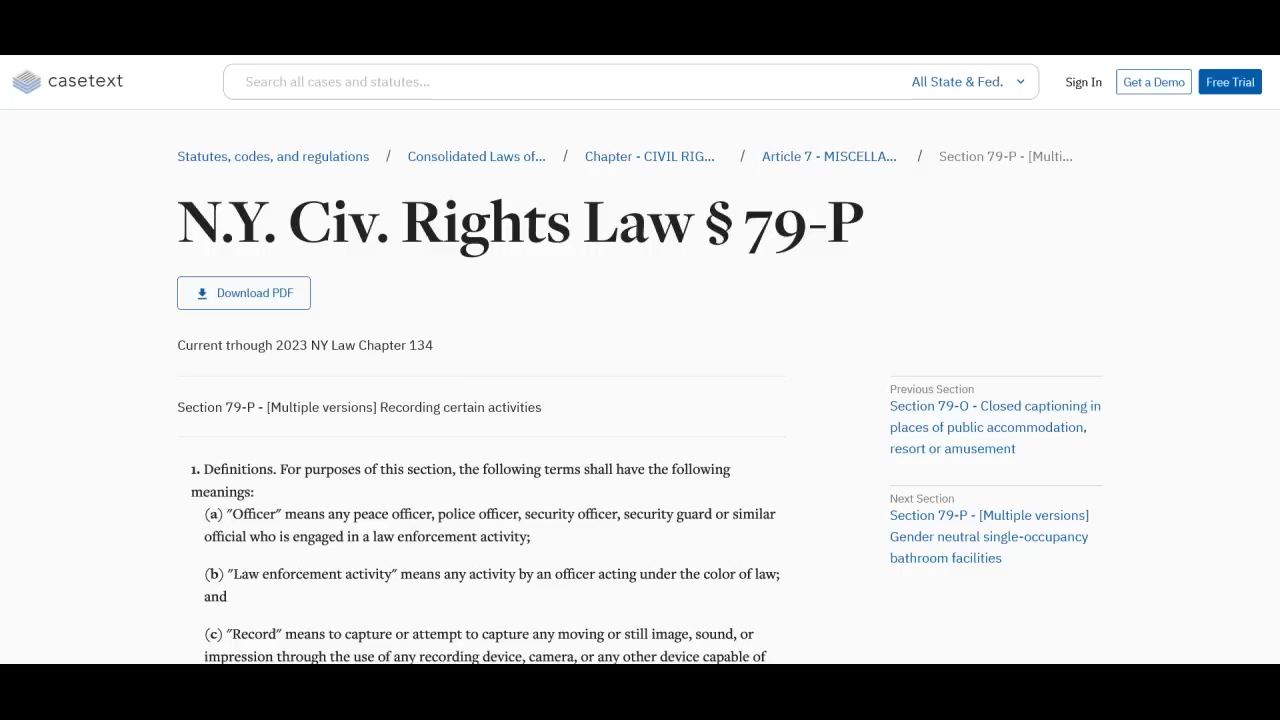 casetext
Search all cases and statutes...
All State & Fed.
Sign In
Get a Demo
Free Trial
Statutes, codes, and regulations / Consolidated Laws of... / Chapter - CIVIL RIG... / Article 7 - MISCELLA... / Section 79-P - [Multi...
N.Y. Civ. Rights Law § 79-P
Download PDF
Current trhough 2023 NY Law Chapter 134
Section 79-P - [Multiple versions] Recording certain activities
1. Definitions. For purposes of this section, the following terms shall have the following
meanings:
(a) "Officer" means any peace officer, police officer, security officer, security guard or similar
official who is engaged in a law enforcement activity;
(b) "Law enforcement activity" means any activity by an officer acting under the color of law;
and
(c) "Record" means to capture or attempt to capture any moving or still image, sound, or
impression through the use of any recording device, camera, or any other device capable of
Previous Section
Section 79-O - Closed captioning in
places of public accommodation,
resort or amusement
Next Section
Section 79-P - [Multiple versions]
Gender neutral single-occupancy
bathroom facilities